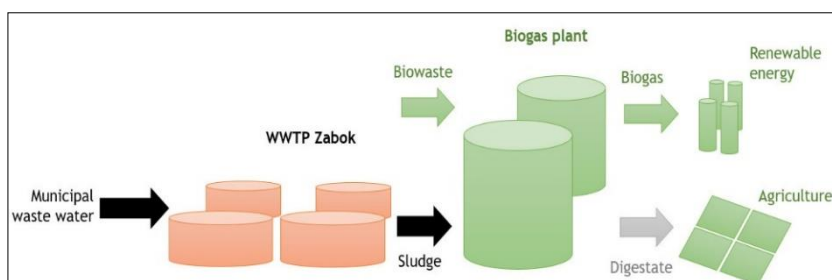 Biogas plant
Renewable
energy
Biowaste
Biogas
WWTP Zabok
Municipal
waste water
Sludge
Agriculture
Digestate